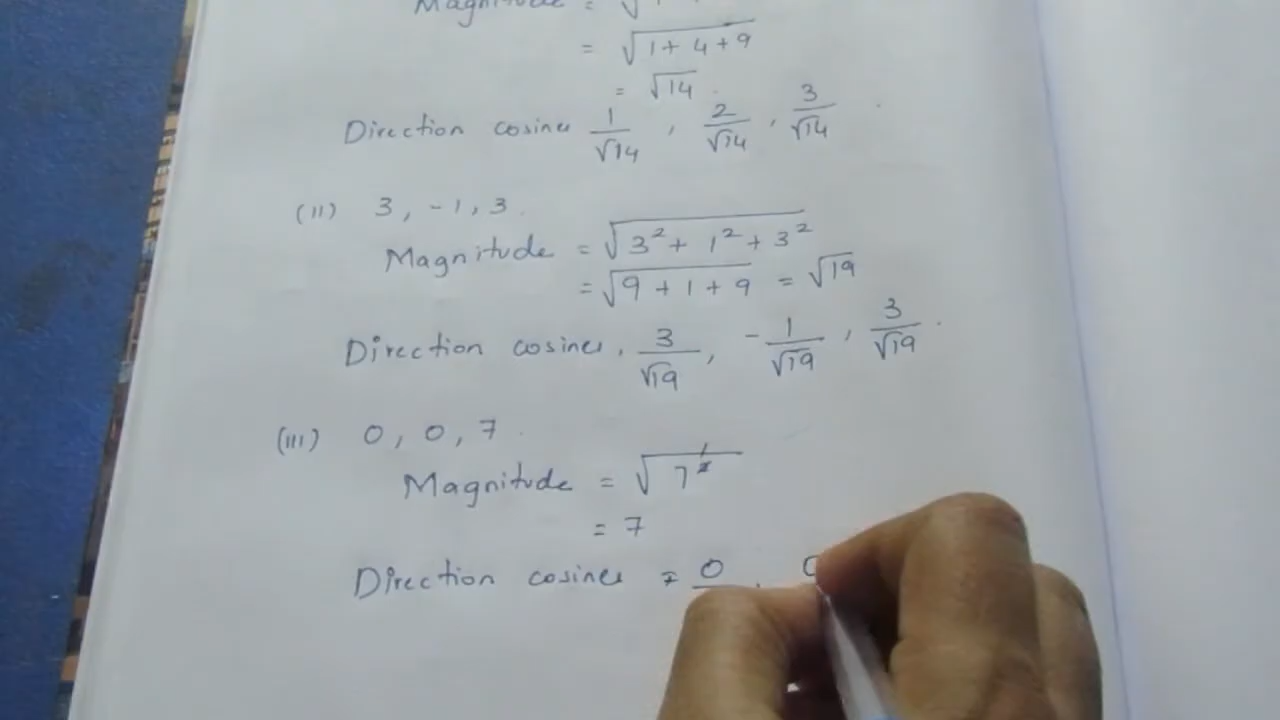 Magnitude = √
= √1 + 4 + 9
= √14
Direction cosines 1/√14 , 2/√14 , 3/√14 .
(II) 3 , -1 , 3 .
Magnitude = √3² + 1² + 3²
= √9 + 1 + 9 = √19
Direction cosines . 3/√19 , -1/√19 , 3/√19 .
(III) 0 , 0 , 7 .
Magnitude = √7²
= 7
Direction cosines = 0